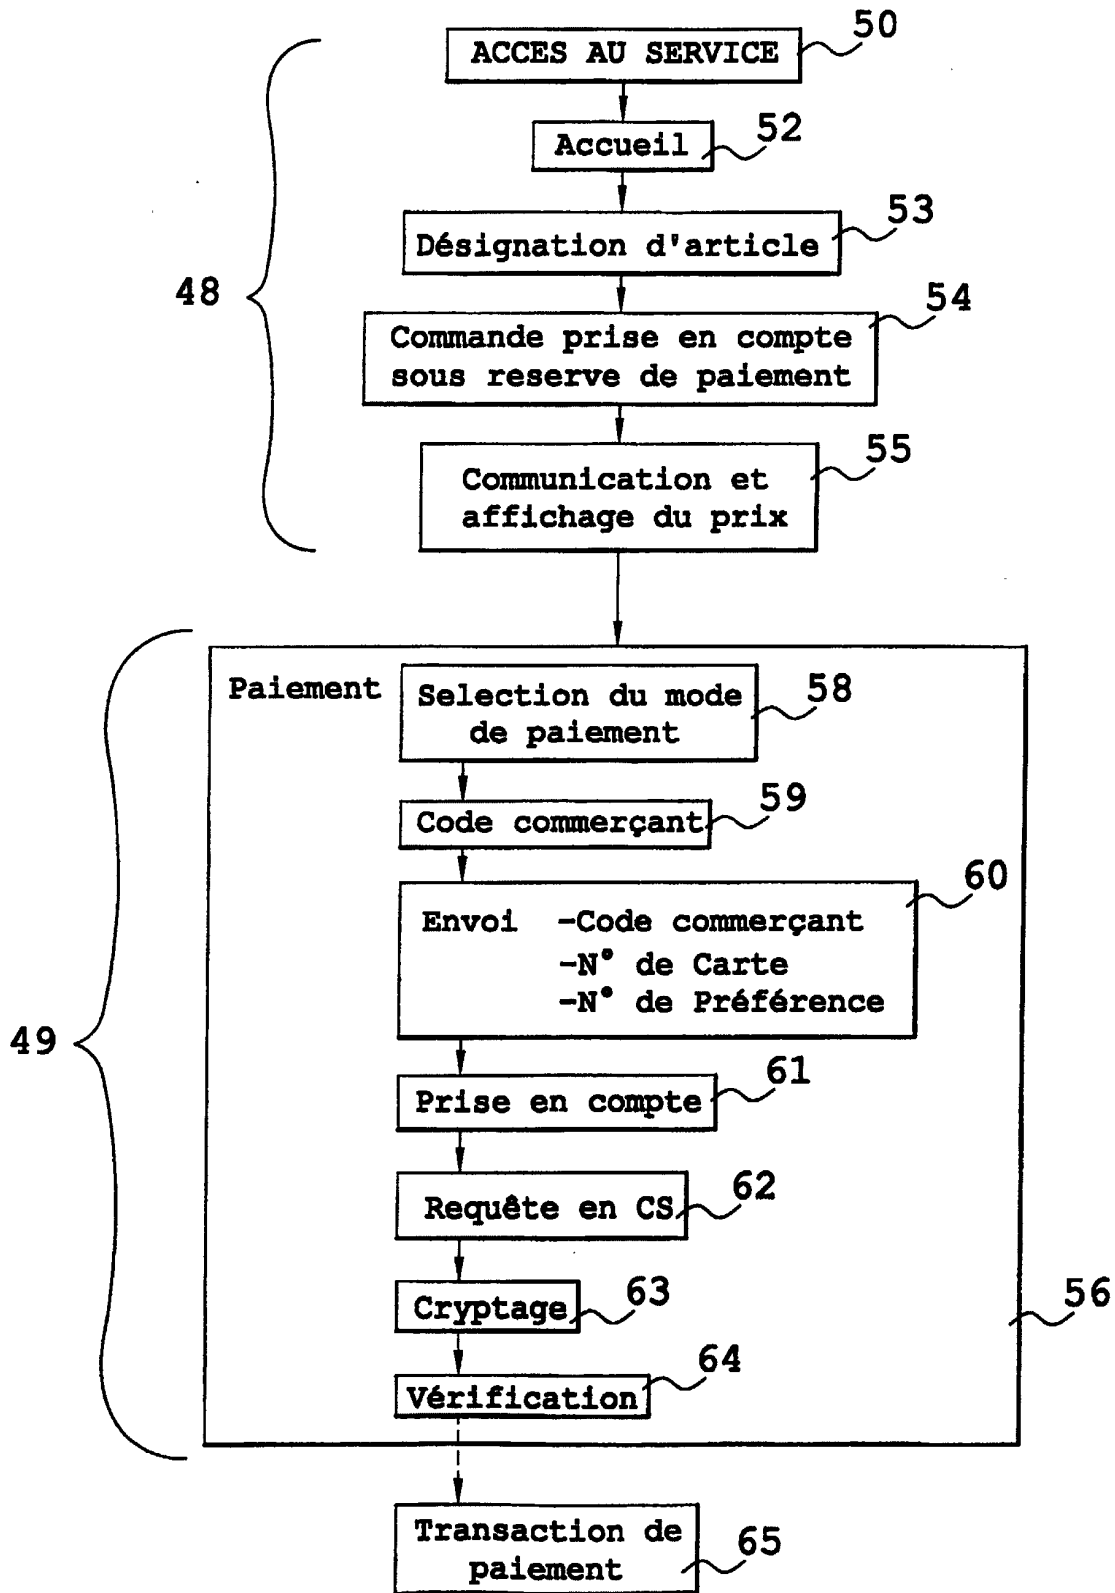 50
ACCES AU SERVICE
52
Accueil
53
Désignation d'article
48
54
Commande prise en compte
sous reserve de paiement
55
Communication et
affichage du prix
Paiement
58
Selection du mode
de paiement
59
Code commerçant
60
Envoi -Code commerçant
-N° de Carte
-N° de Préférence
49
61
Prise en compte
62
Requête en CS
63
Cryptage
56
64
Vérification
Transaction de
paiement
65